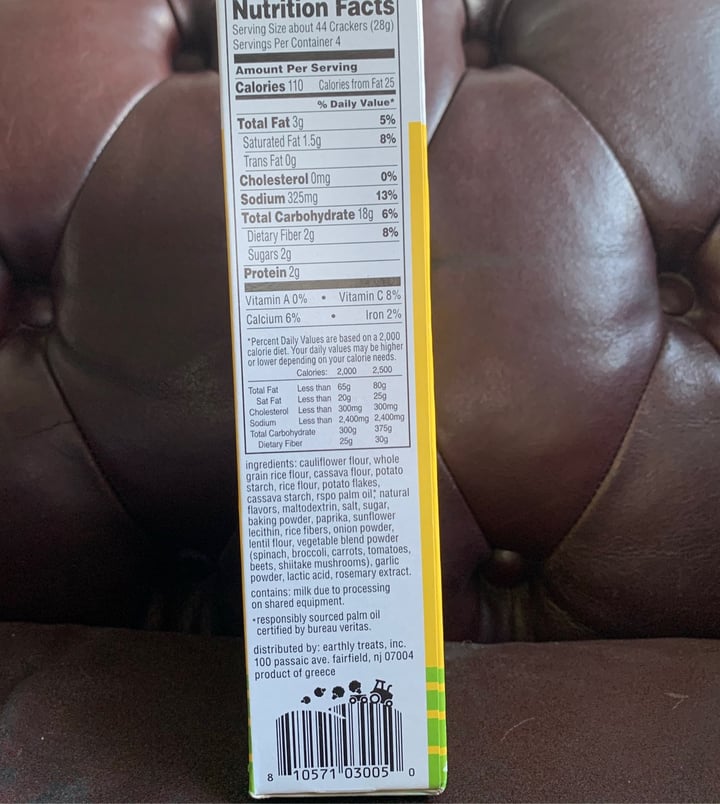 Nutrition Facts
Serving Size about 44 Crackers (28g)
Servings Per Container 4
Amount Per Serving
Calories 110 Calories from Fat 25
% Daily Value*
Total Fat 3g 5%
Saturated Fat 1.5g 8%
Trans Fat 0g
Cholesterol 0mg 0%
Sodium 325mg 13%
Total Carbohydrate 18g 6%
Dietary Fiber 2g 8%
Sugars 2g
Protein 2g
Vitamin A 0% • Vitamin C 8%
Calcium 6% • Iron 2%
*Percent Daily Values are based on a 2,000
calorie diet. Your daily values may be higher
or lower depending on your calorie needs.
Calories: 2,000 2,500
Total Fat Less than 65g 80g
Sat Fat Less than 20g 25g
Cholesterol Less than 300mg 300mg
Sodium Less than 2,400mg 2,400mg
Total Carbohydrate 300g 375g
Dietary Fiber 25g 30g
ingredients: cauliflower flour, whole
grain rice flour, cassava flour, potato
starch, rice flour, potato flakes,
cassava starch, rspo palm oil*, natural
flavors, maltodextrin, salt, sugar,
baking powder, paprika, sunflower
lecithin, rice fibers, onion powder,
lentil flour, vegetable blend powder
(spinach, broccoli, carrots, tomatoes,
beets, shiitake mushrooms), garlic
powder, lactic acid, rosemary extract.
contains: milk due to processing
on shared equipment.
*responsibly sourced palm oil
certified by bureau veritas.
distributed by: earthly treats, inc.
100 passaic ave. fairfield, nj 07004
product of greece
8 10571 03005 0